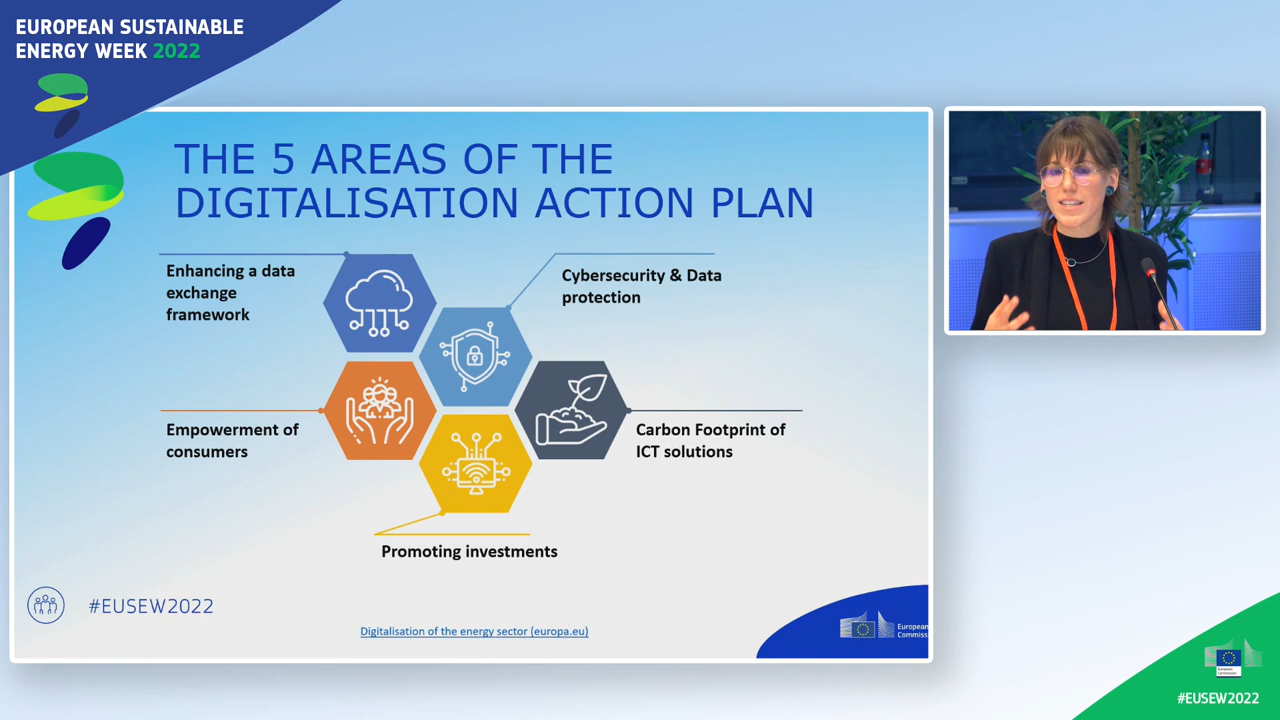 EUROPEAN SUSTAINABLE
ENERGY WEEK 2022
THE 5 AREAS OF THE
DIGITALISATION ACTION PLAN
Enhancing a data
exchange
framework
Cybersecurity & Data
protection
Empowerment of
consumers
Carbon Footprint of
ICT solutions
Promoting investments
#EUSEW2022
Digitalisation of the energy sector (europa.eu)
European
Commiss
European
Commission
#EUSEW2022